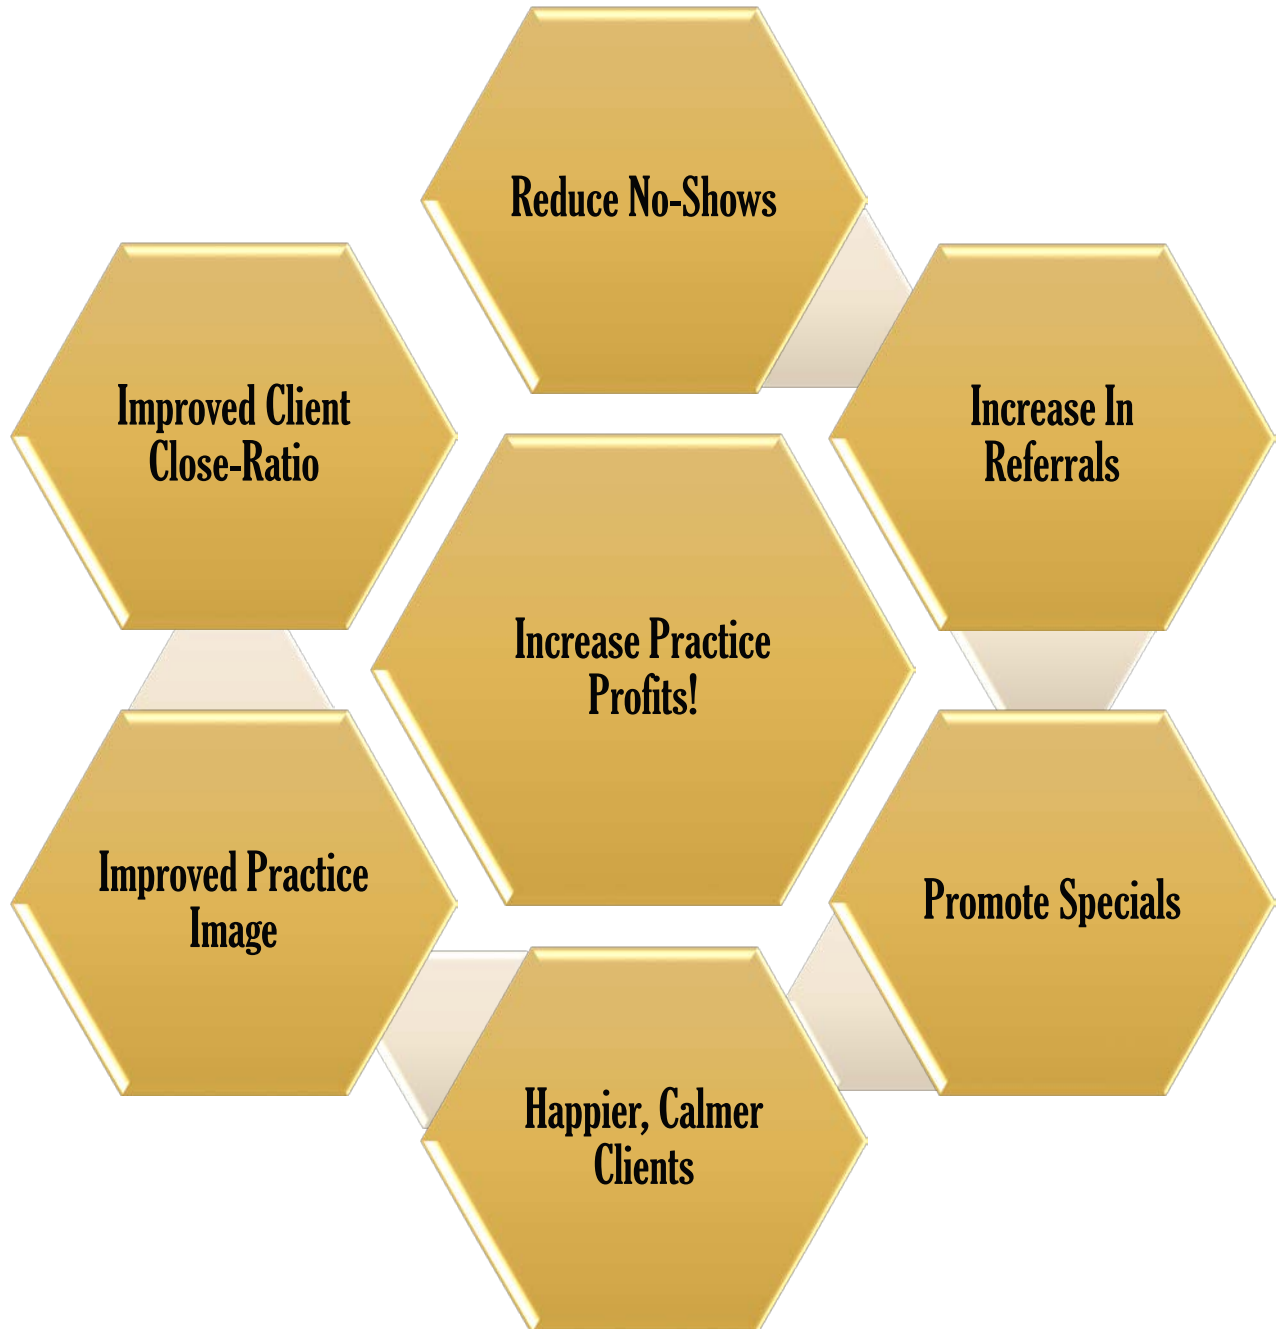 Reduce No-Shows
Improved Client
Close-Ratio
Increase In
Referrals
Increase Practice
Profits!
Improved Practice
Image
Promote Specials
Happier, Calmer
Clients